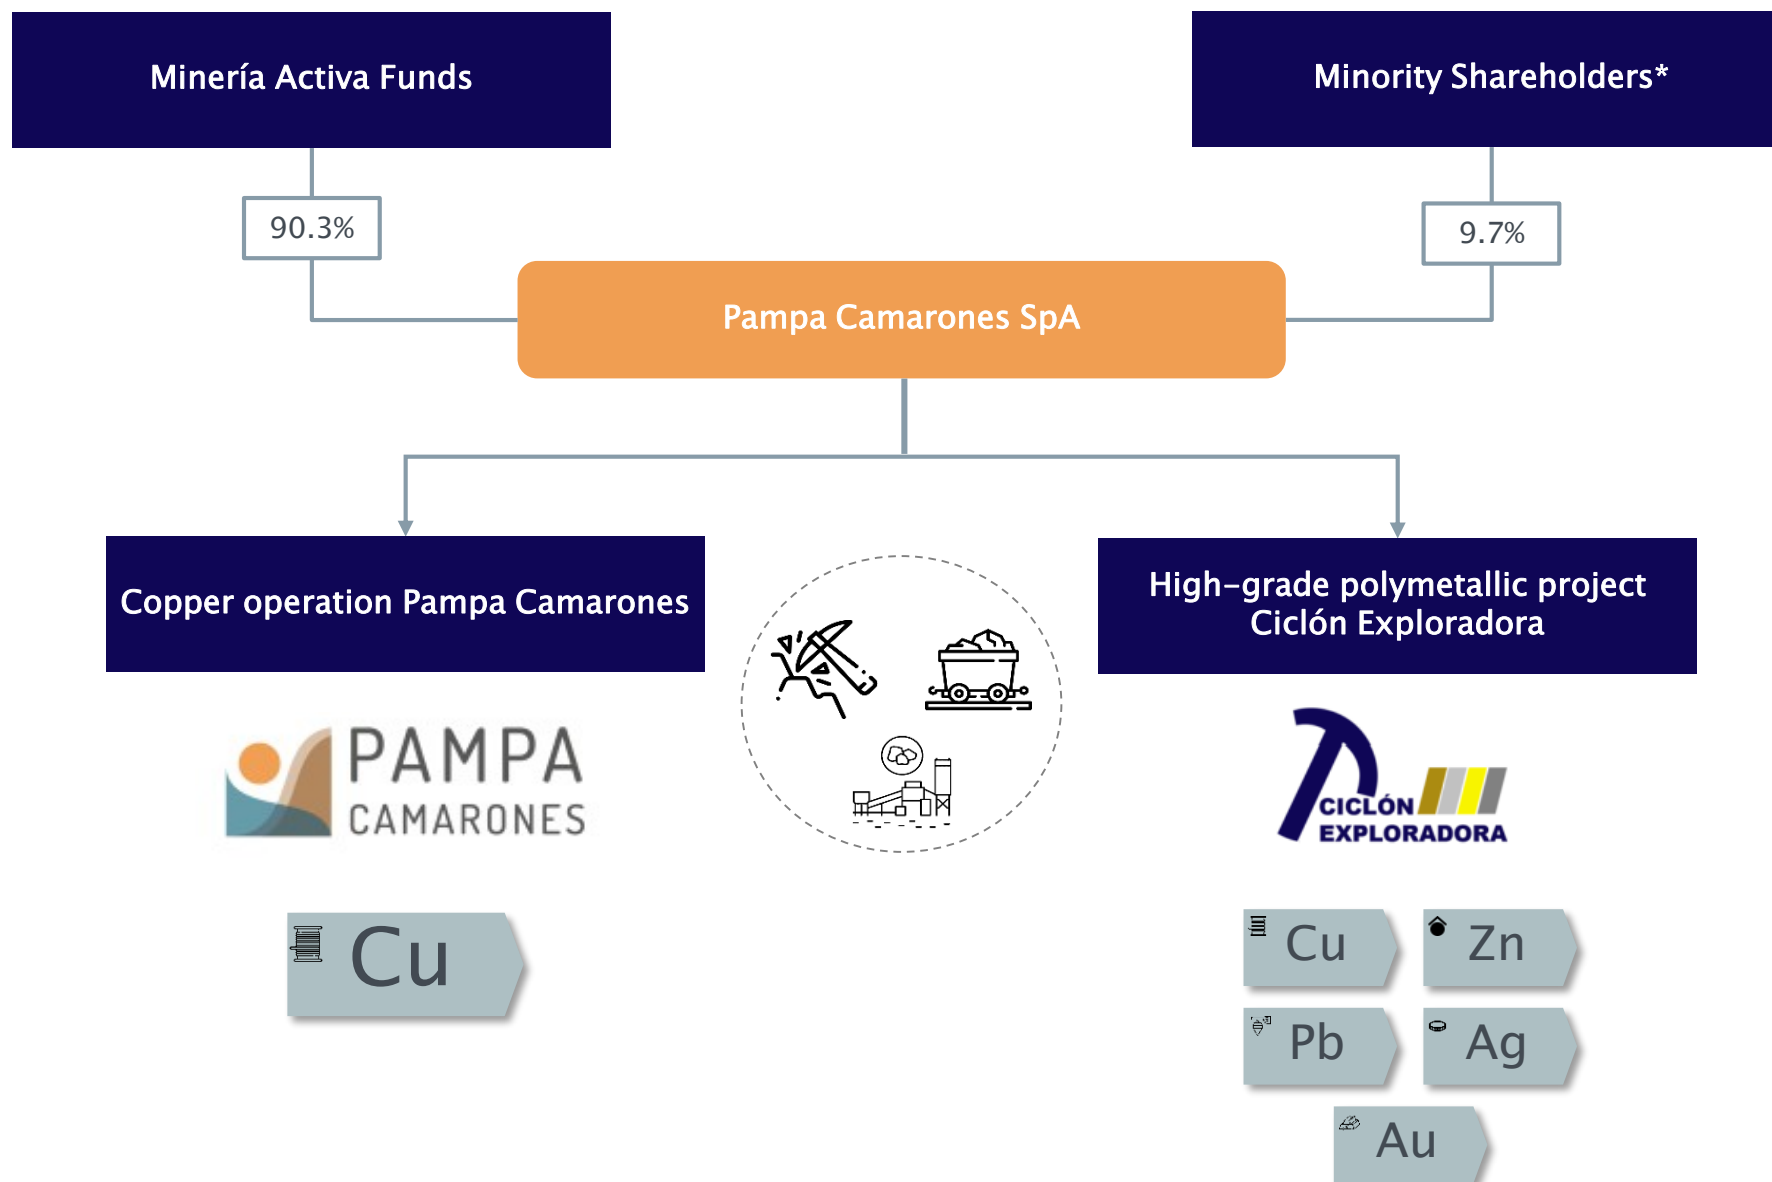 Minería Activa Funds
Minority Shareholders*
90.3%
9.7%
Pampa Camarones SpA
Copper operation Pampa Camarones
High-grade polymetallic project
Ciclón Exploradora
PAMPA
CAMARONES
CICLÓN
EXPLORADORA
Cu
Cu
Zn
Pb
Ag
Au